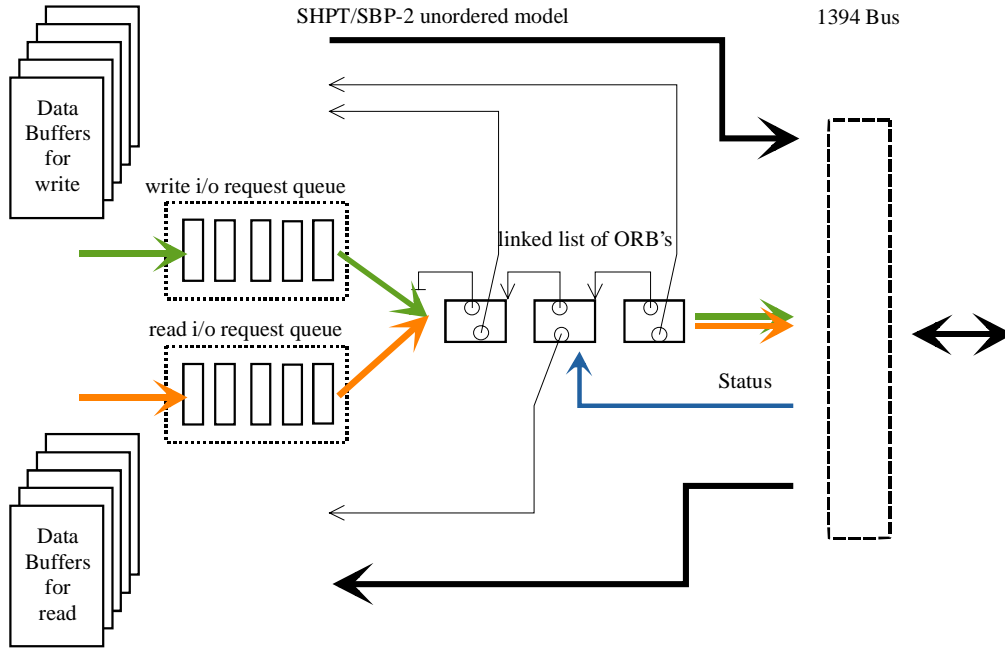 SHPT/SBP-2 unordered model
1394 Bus
Data
Buffers
for
write
write i/o request queue
linked list of ORB's
read i/o request queue
Status
Data
Buffers
for
read